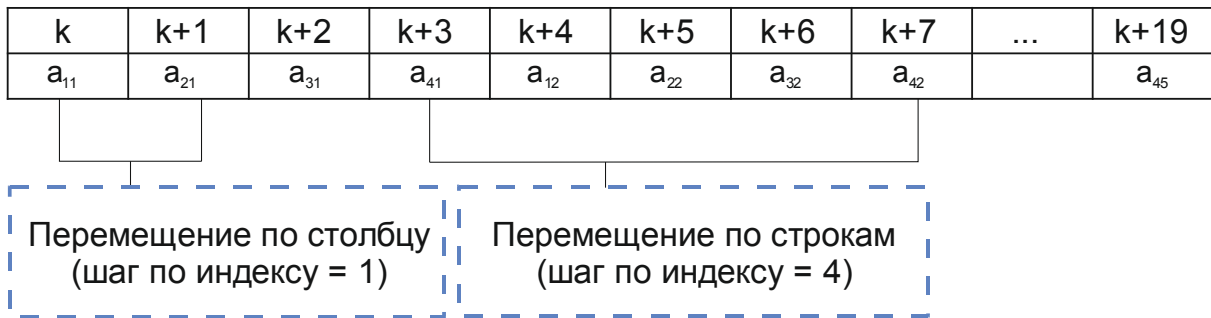 k k+1 k+2 k+3 k+4 k+5 k+6 k+7 ... k+19
a₁₁ a₂₁ a₃₁ a₄₁ a₁₂ a₂₂ a₃₂ a₄₂ a₄₅
Перемещение по столбцу
(шаг по индексу = 1)
Перемещение по строкам
(шаг по индексу = 4)